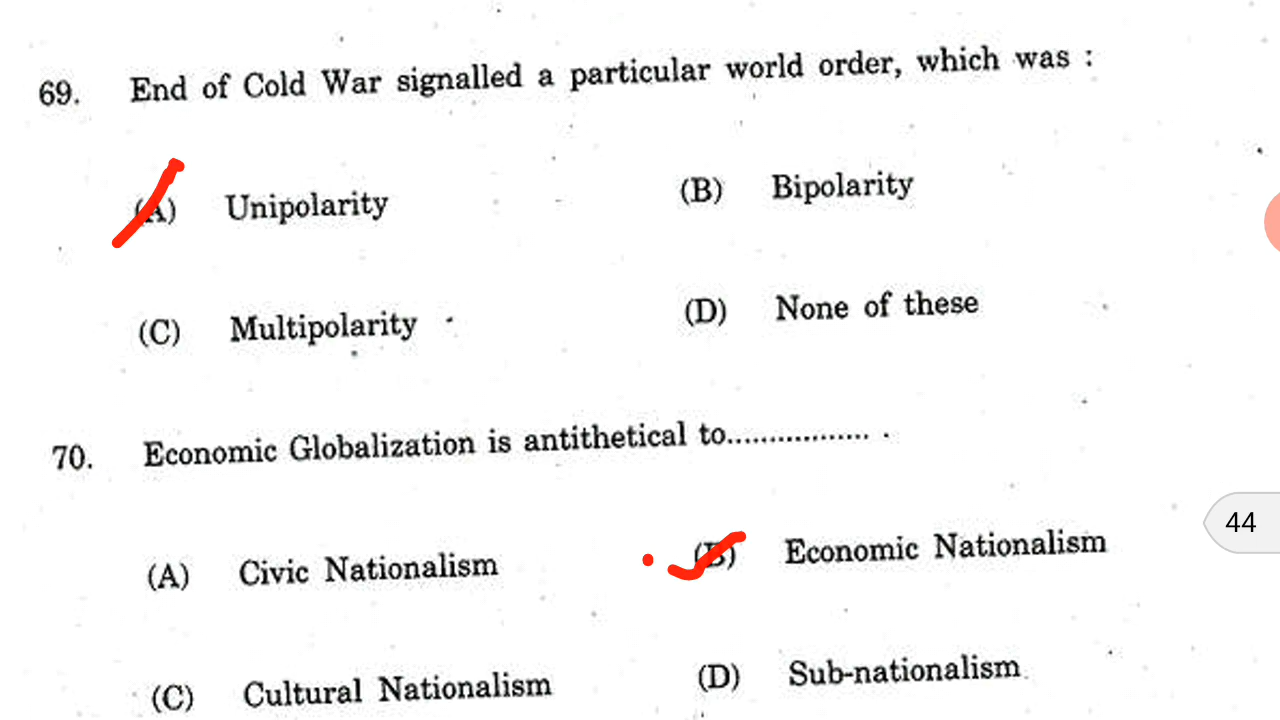 69. End of Cold War signalled a particular world order, which was :
(A) Unipolarity (B) Bipolarity
(C) Multipolarity (D) None of these
70. Economic Globalization is antithetical to................. .
(A) Civic Nationalism (B) Economic Nationalism
44
(C) Cultural Nationalism (D) Sub-nationalism